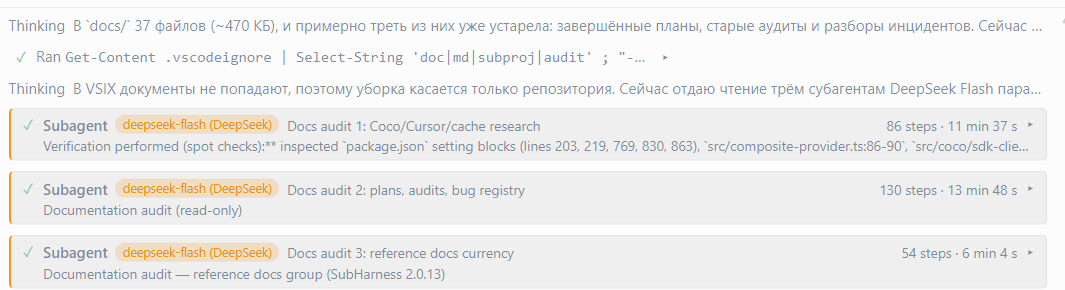 Thinking В `docs/` 37 файлов (~470 КБ), и примерно треть из них уже устарела: завершённые планы, старые аудиты и разборы инцидентов. Сейчас ...
✓ Ran Get-Content .vscodeignore | Select-String 'doc|md|subproj|audit' ; "-... ▸
Thinking В VSIX документы не попадают, поэтому уборка касается только репозитория. Сейчас отдаю чтение трём субагентам DeepSeek Flash пара...
✓ Subagent deepseek-flash (DeepSeek) Docs audit 1: Coco/Cursor/cache research 86 steps · 11 min 37 s ▸
Verification performed (spot checks):** inspected `package.json` setting blocks (lines 203, 219, 769, 830, 863), `src/composite-provider.ts:86-90`, `src/coco/sdk-clie...
✓ Subagent deepseek-flash (DeepSeek) Docs audit 2: plans, audits, bug registry 130 steps · 13 min 48 s ▸
Documentation audit (read-only)
✓ Subagent deepseek-flash (DeepSeek) Docs audit 3: reference docs currency 54 steps · 6 min 4 s ▸
Documentation audit — reference docs group (SubHarness 2.0.13)